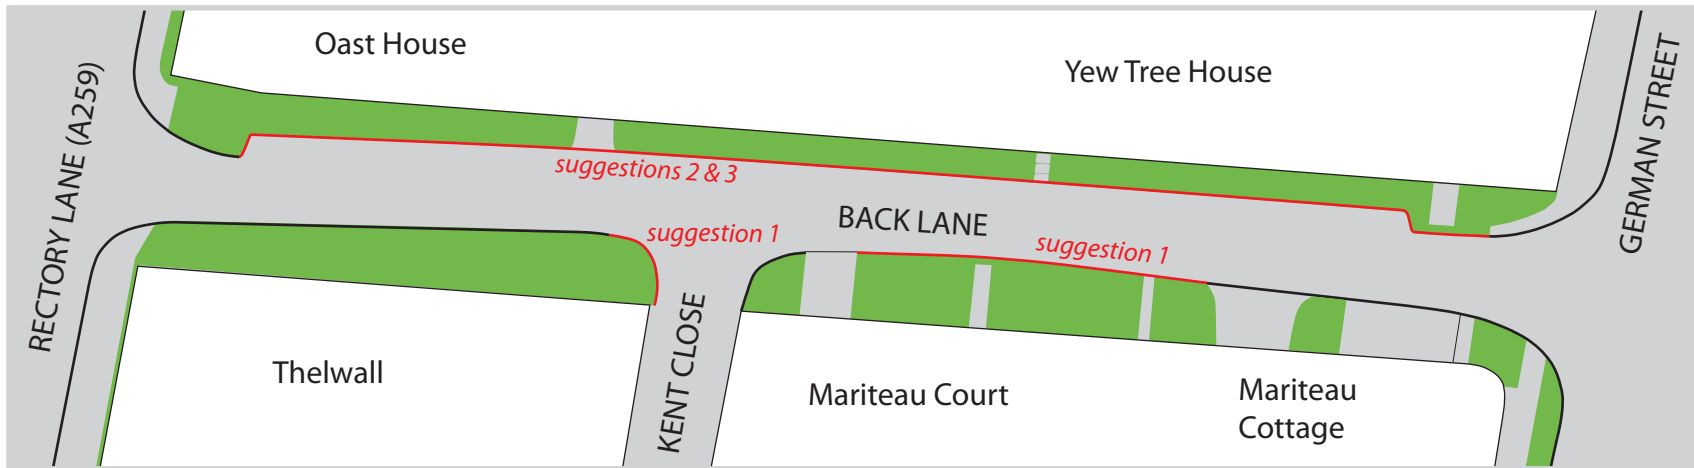 Oast House
Yew Tree House
RECTORY LANE (A259)
GERMAN STREET
suggestions 2 & 3
BACK LANE
suggestion 1
suggestion 1
KENT CLOSE
Thelwall
Mariteau Court
Mariteau
Cottage